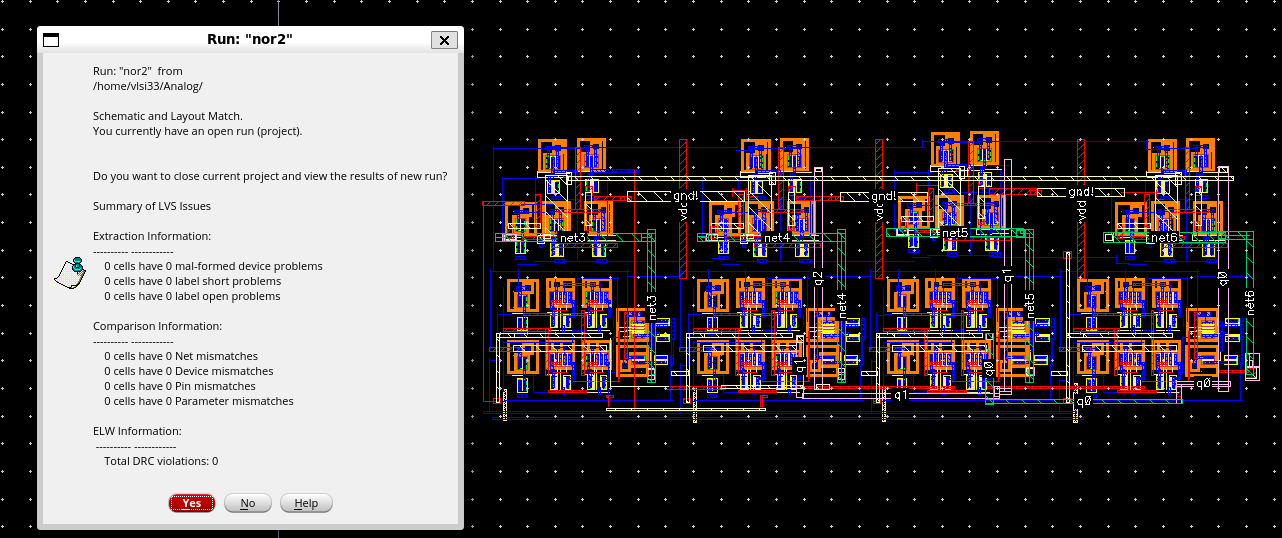 Run: "nor2"
Run: "nor2" from
/home/vlsi33/Analog/
Schematic and Layout Match.
You currently have an open run (project).
Do you want to close current project and view the results of new run?
Summary of LVS Issues
Extraction Information:
---------- ------------
0 cells have 0 mal-formed device problems
0 cells have 0 label short problems
0 cells have 0 label open problems
Comparison Information:
---------- ------------
0 cells have 0 Net mismatches
0 cells have 0 Device mismatches
0 cells have 0 Pin mismatches
0 cells have 0 Parameter mismatches
ELW Information:
---------- ------------
Total DRC violations: 0
Yes
No
Help
gnd!
gnd!
gnd!
vdd!
vdd!
vdd!
net3
net4
net5
net6
q2
q1
q0
net3
net4
net5
net6
q1
q0
q1
q0
q0